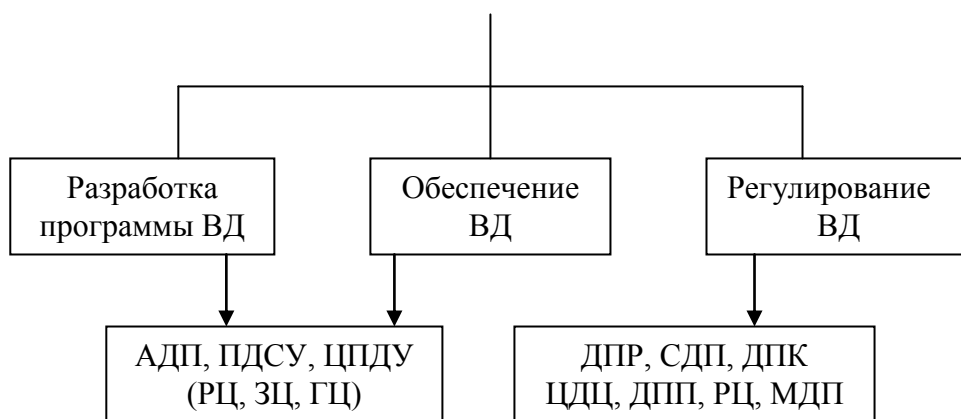 Разработка
программы ВД
Обеспечение
ВД
Регулирование
ВД
АДП, ПДСУ, ЦПДУ
(РЦ, ЗЦ, ГЦ)
ДПР, СДП, ДПК
ЦДЦ, ДПП, РЦ, МДП